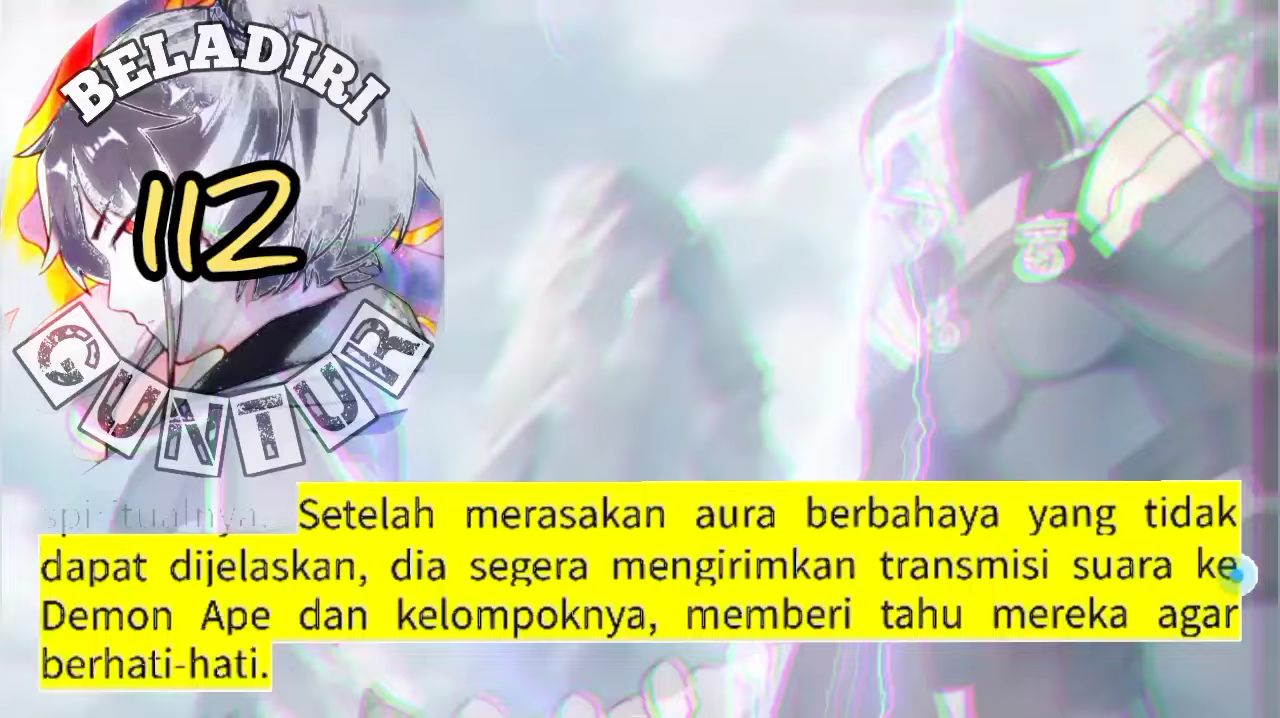 BELADIRI
112
GUNTUR
spiritualnya. Setelah merasakan aura berbahaya yang tidak
dapat dijelaskan, dia segera mengirimkan transmisi suara ke
Demon Ape dan kelompoknya, memberi tahu mereka agar
berhati-hati.